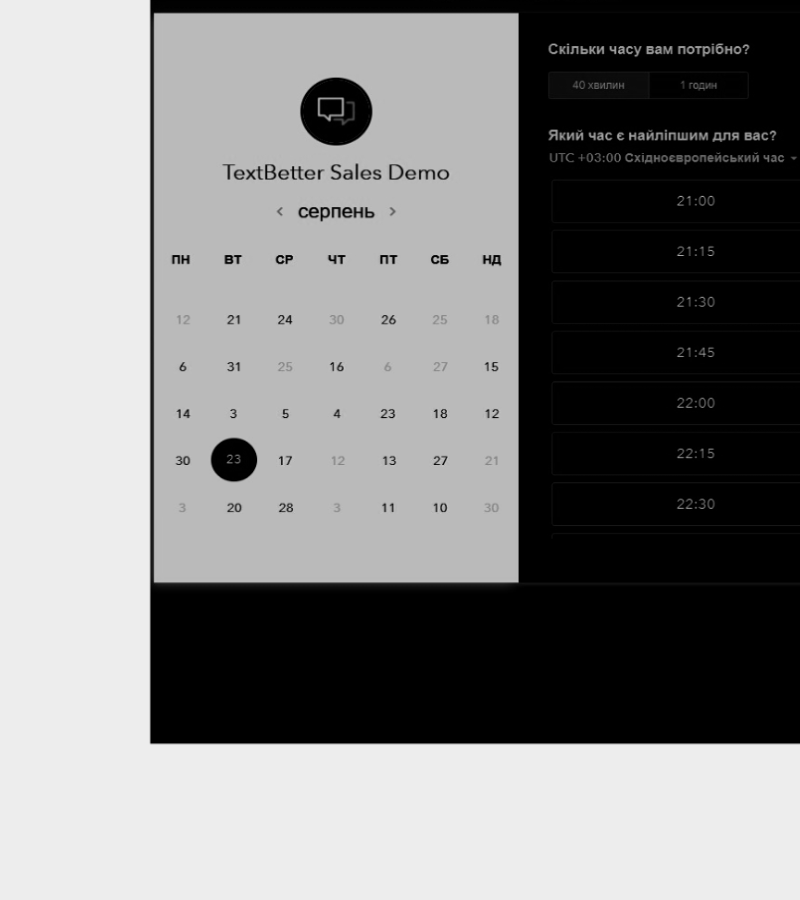 TextBetter Sales Demo
< серпень >
ПН ВТ СР ЧТ ПТ СБ НД
12 21 24 30 26 25 18
6 31 25 16 6 27 15
14 3 5 4 23 18 12
30 23 17 12 13 27 21
3 20 28 3 11 10 30
Скільки часу вам потрібно?
40 хвилин 1 годин
Який час є найліпшим для вас?
UTC +03:00 Східноєвропейський час
21:00
21:15
21:30
21:45
22:00
22:15
22:30